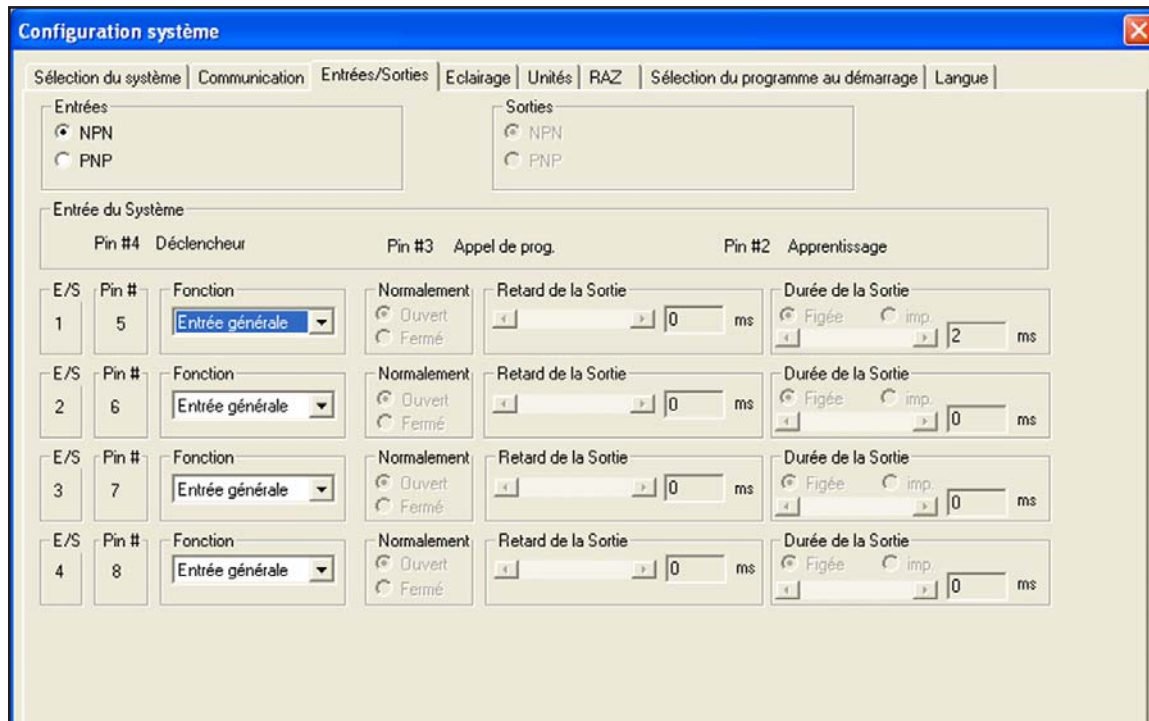 Configuration système
Sélection du système Communication Entrées/Sorties Eclairage Unités RAZ Sélection du programme au démarrage Langue
Entrées Sorties
NPN NPN
PNP PNP
Entrée du Système
Pin #4 Déclencheur Pin #3 Appel de prog. Pin #2 Apprentissage
E/S Pin # Fonction Normalement Retard de la Sortie Durée de la Sortie
1 5 Entrée générale Ouvert 0 ms Figée imp.
Fermé 2 ms
E/S Pin # Fonction Normalement Retard de la Sortie Durée de la Sortie
2 6 Entrée générale Ouvert 0 ms Figée imp.
Fermé 0 ms
E/S Pin # Fonction Normalement Retard de la Sortie Durée de la Sortie
3 7 Entrée générale Ouvert 0 ms Figée imp.
Fermé 0 ms
E/S Pin # Fonction Normalement Retard de la Sortie Durée de la Sortie
4 8 Entrée générale Ouvert 0 ms Figée imp.
Fermé 0 ms